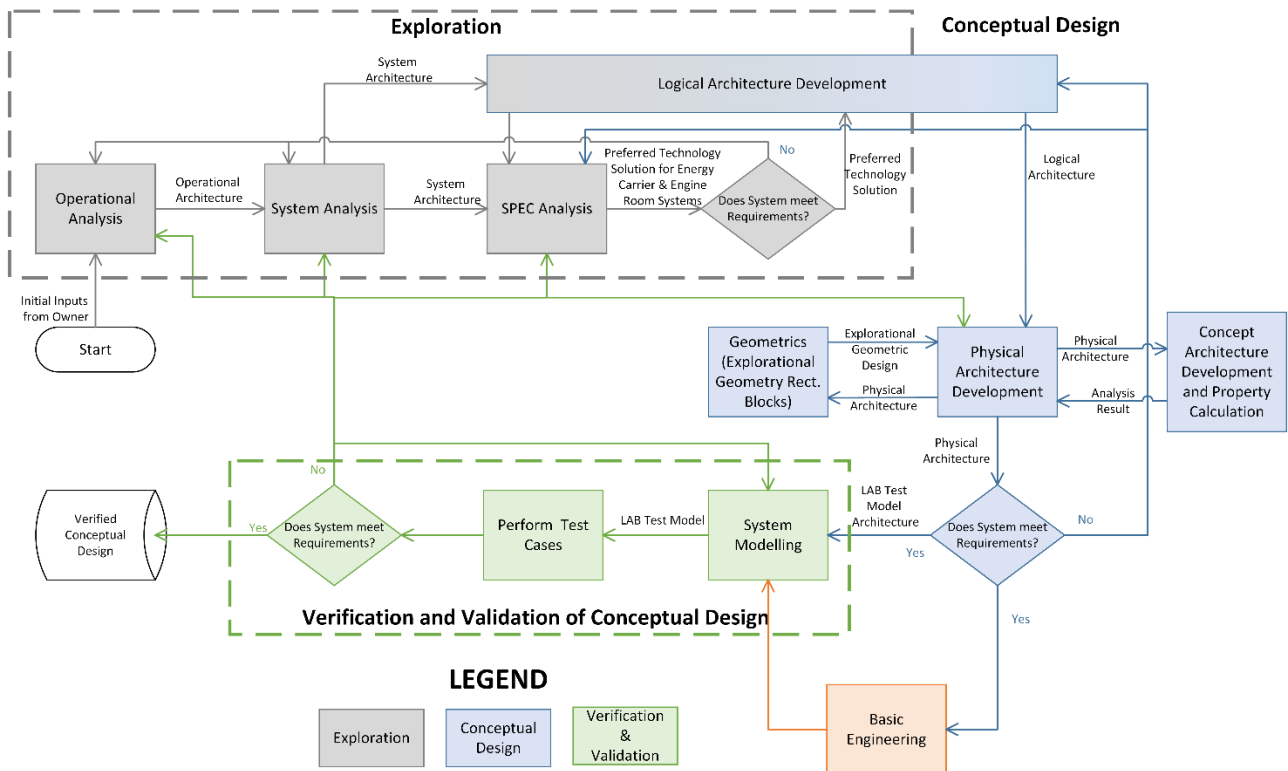 Exploration
Conceptual Design
System
Architecture
Logical Architecture Development
No
Preferred Technology
Solution for Energy
Carrier & Engine
Room Systems
Preferred
Technology
Solution
Logical
Architecture
Operational
Analysis
Operational
Architecture
System Analysis
System
Architecture
SPEC Analysis
Does System meet
Requirements?
Initial Inputs
from Owner
Start
Geometrics
(Explorational
Geometry Rect.
Blocks)
Explorational
Geometric
Design
Physical
Architecture
Physical
Architecture
Development
Physical
Architecture
Analysis
Result
Concept
Architecture
Development
and Property
Calculation
Physical
Architecture
No
LAB Test
Model
Architecture
Verified
Conceptual
Design
Yes
Does System meet
Requirements?
Perform Test
Cases
LAB Test Model
System
Modelling
Yes
Does System meet
Requirements?
No
Verification and Validation of Conceptual Design
Yes
LEGEND
Exploration
Conceptual
Design
Verification
&
Validation
Basic
Engineering